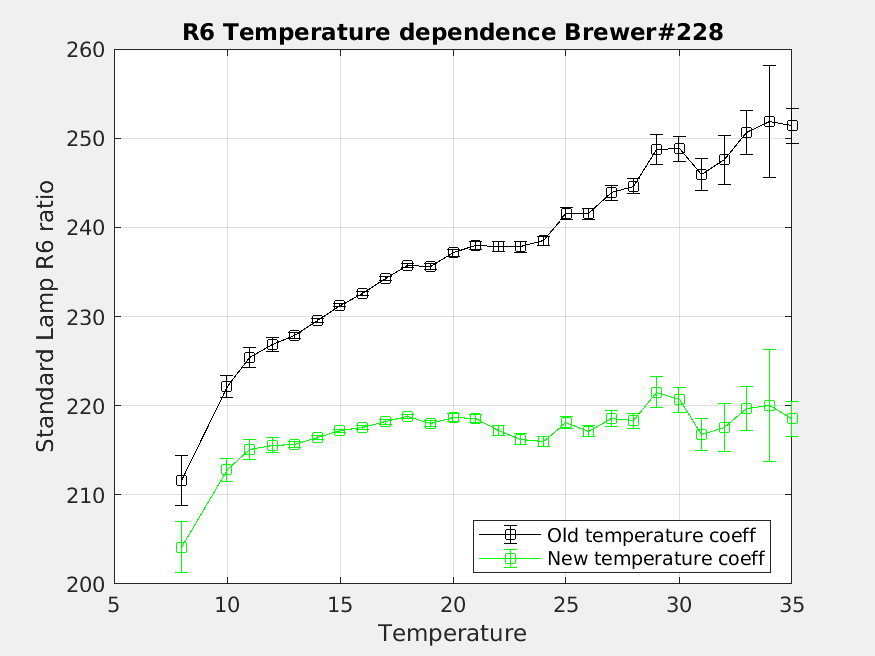 R6 Temperature dependence Brewer#228
260
250
240
230
220
210
200
Standard Lamp R6 ratio
5
10
15
20
25
30
35
Temperature
Old temperature coeff
New temperature coeff